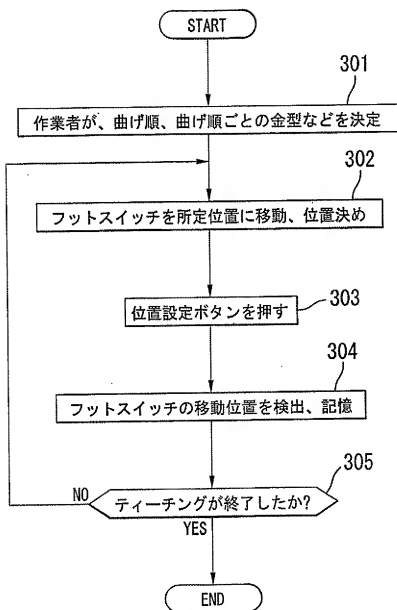 START
301
作業者が、曲げ順、曲げ順ごとの金型などを決定
302
フットスイッチを所定位置に移動、位置決め
位置設定ボタンを押す
303
304
フットスイッチの移動位置を検出、記憶
305
NO
ティーチングが終了したか?
YES
END